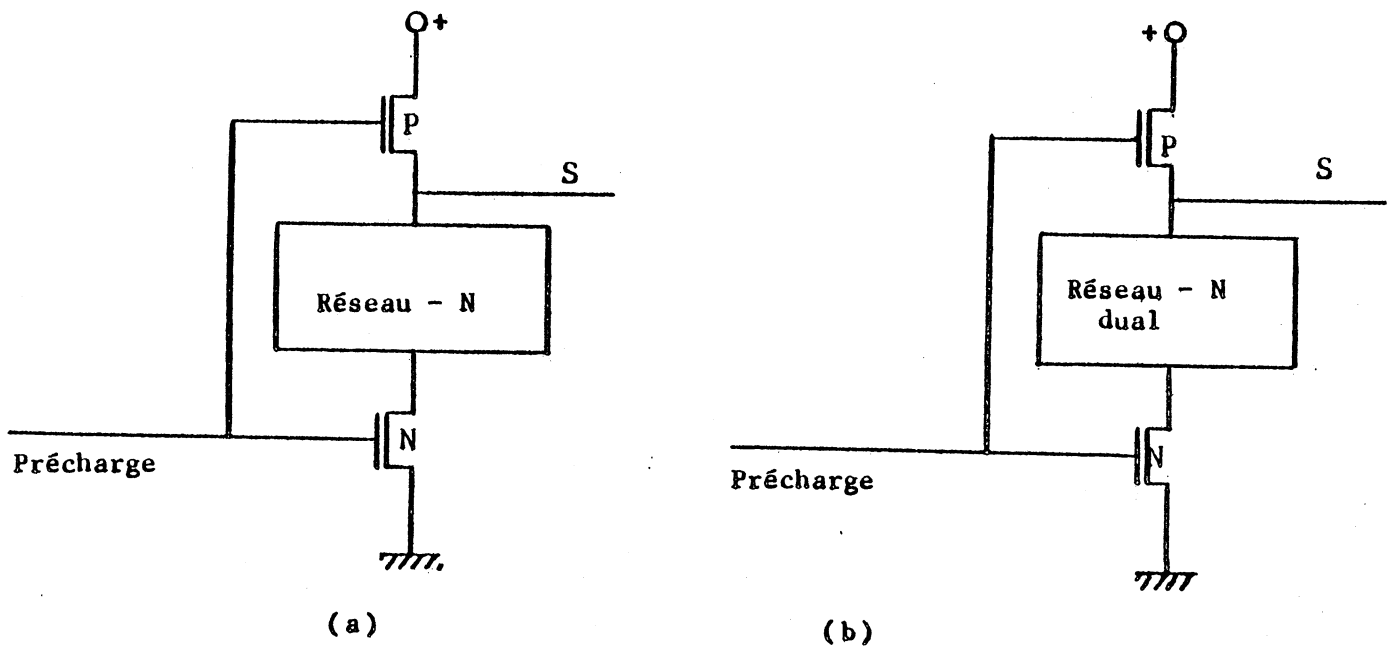 +
P
S
Réseau - N
N
Précharge
(a)
+
P
S
Réseau - N
dual
N
Précharge
(b)